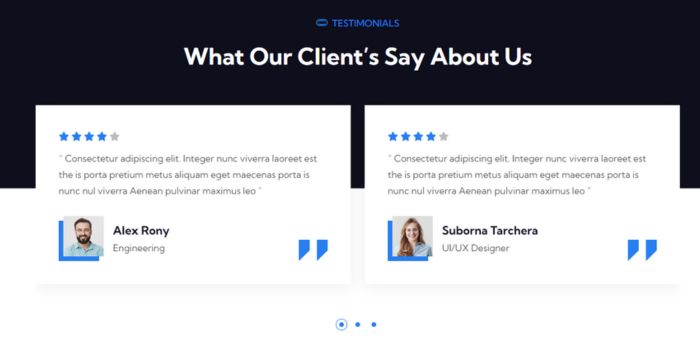 TESTIMONIALS
What Our Client's Say About Us
" Consectetur adipiscing elit. Integer nunc viverra laoreet est
the is porta pretium metus aliquam eget maecenas porta is
nunc nul viverra Aenean pulvinar maximus leo "
Alex Rony
Engineering
" Consectetur adipiscing elit. Integer nunc viverra laoreet est
the is porta pretium metus aliquam eget maecenas porta is
nunc nul viverra Aenean pulvinar maximus leo "
Suborna Tarchera
UI/UX Designer